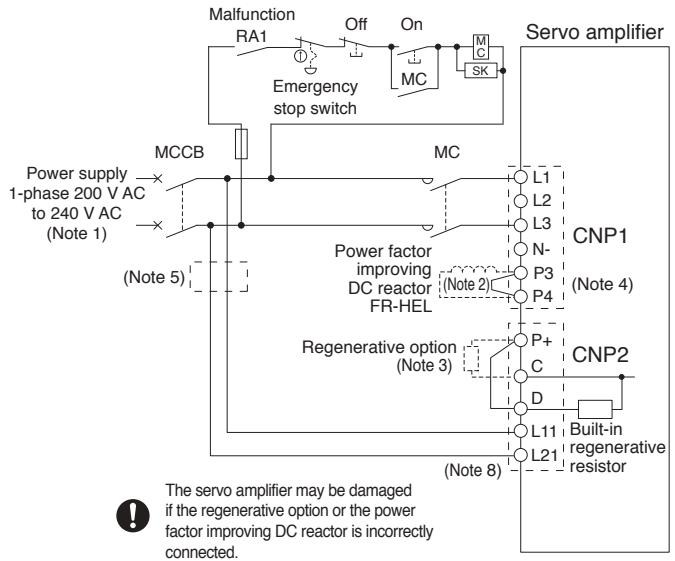 Malfunction
RA1
Off
On
Servo amplifier
M
C
SK
①
MC
Emergency
stop switch
MCCB
MC
Power supply
1-phase 200 V AC
to 240 V AC
(Note 1)
L1
L2
L3
N-
CNP1
Power factor
improving
DC reactor
FR-HEL
(Note 2)
P3
P4
(Note 4)
(Note 5)
Regenerative option
(Note 3)
P+
C
D
CNP2
L11
L21
Built-in
regenerative
resistor
(Note 8)
The servo amplifier may be damaged
if the regenerative option or the power
factor improving DC reactor is incorrectly
connected.